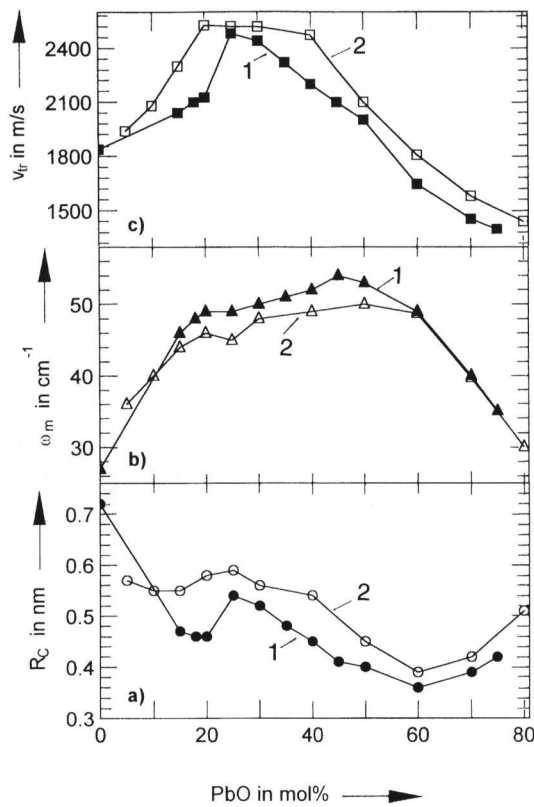 2400
2100
1800
1500
v_tr in m/s
2
1
c)
50
40
30
ω_m in cm⁻¹
1
2
b)
0.7
0.6
0.5
0.4
0.3
R_C in nm
2
1
a)
0 20 40 60 80
PbO in mol%